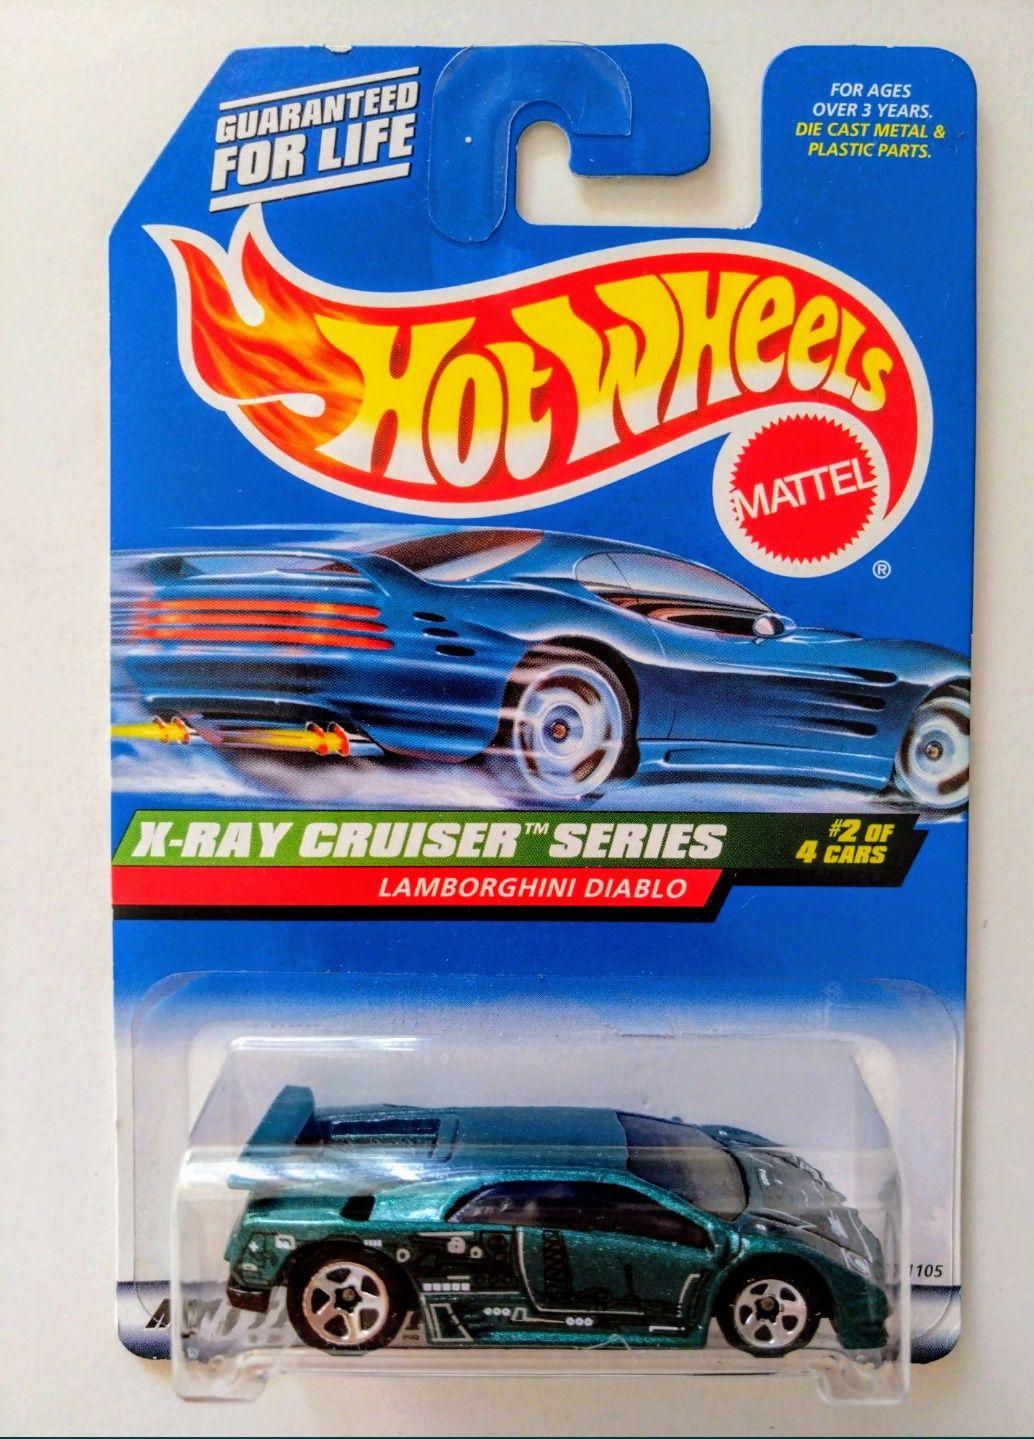 GUARANTEED
FOR LIFE
FOR AGES
OVER 3 YEARS.
DIE CAST METAL &
PLASTIC PARTS.
HOT WHEELS
MATTEL
®
X-RAY CRUISER™ SERIES
#2 OF
4 CARS
LAMBORGHINI DIABLO
1105